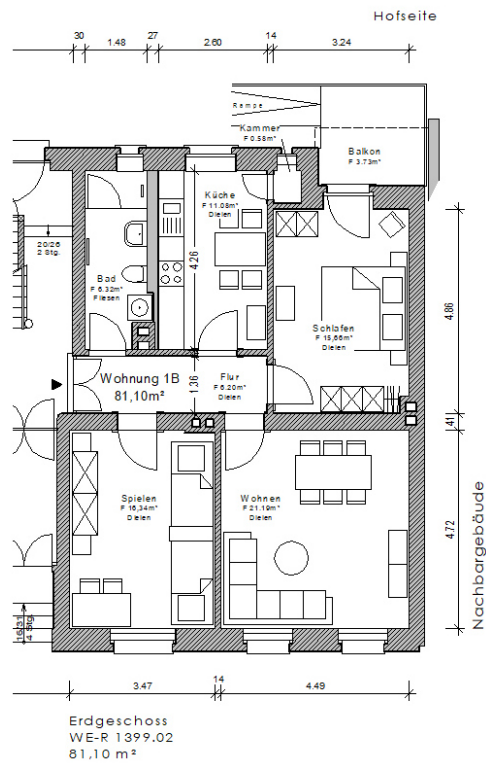 Hofseite
30
1.48
27
2.60
14
3.24
Rampe
Kammer
F 0.58m²
Balkon
F 3.73m²
Küche
F 11.08m²
Dielen
20/26
2 Stg.
4.26
Bad
F 6.32m²
Fliesen
4.86
Schlafen
F 15,66m²
Dielen
Wohnung 1B
81,10m²
1.36
Flur
F 6.20m²
Dielen
41
Spielen
F 16,34m²
Dielen
Wohnen
F 21.19m²
Dielen
4.72
Nachbargebäude
16/31
4 Stg.
3.47
14
4.49
Erdgeschoss
WE-R 1399.02
81,10 m²